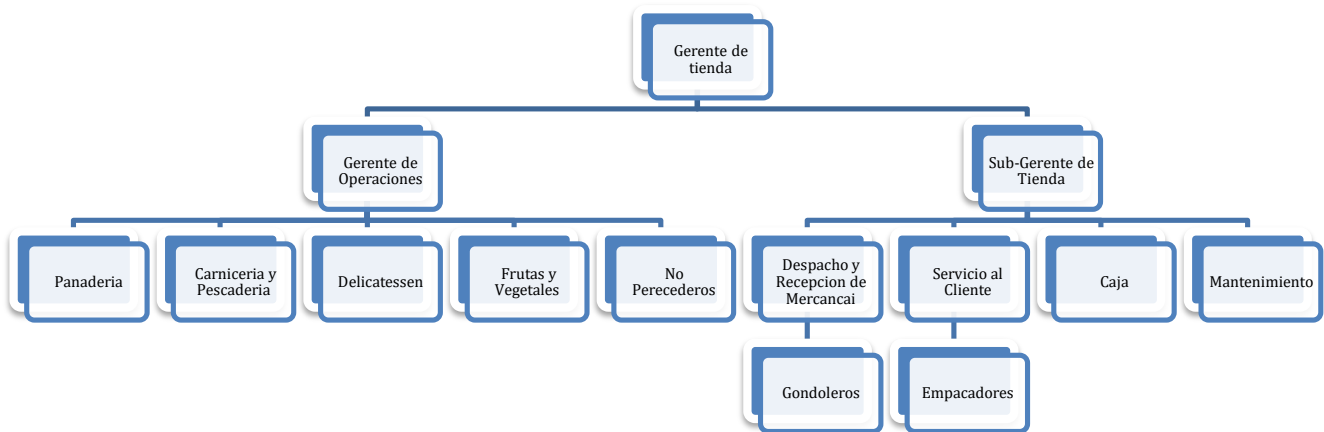 Gerente de
tienda
Gerente de
Operaciones
Sub-Gerente de
Tienda
Panaderia
Carniceria y
Pescaderia
Delicatessen
Frutas y
Vegetales
No
Perecederos
Despacho y
Recepcion de
Mercancai
Servicio al
Cliente
Caja
Mantenimiento
Gondoleros
Empacadores